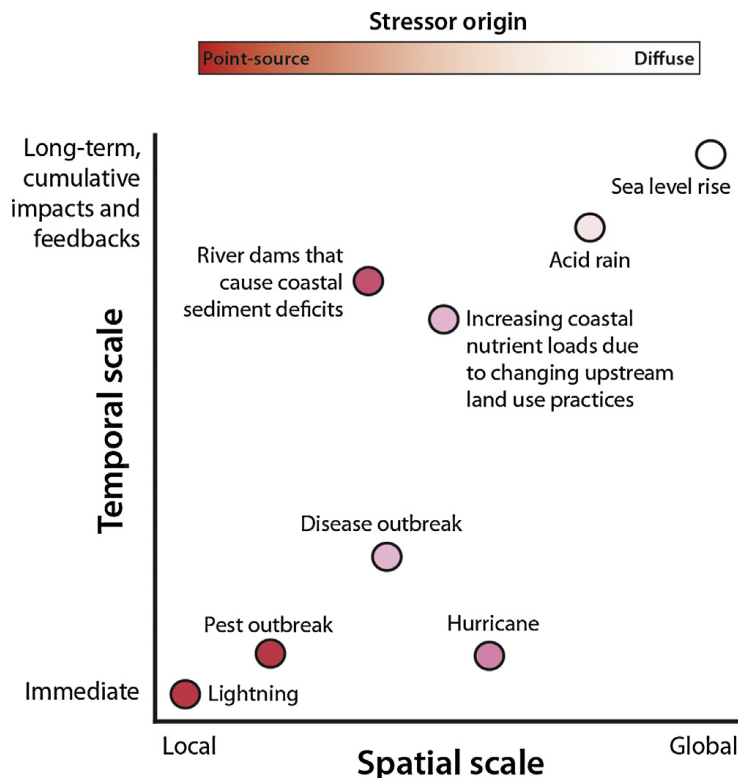 Stressor origin
Point-source
Diffuse
Long-term,
cumulative
impacts and
feedbacks
Sea level rise
Acid rain
River dams that
cause coastal
sediment deficits
Increasing coastal
nutrient loads due
to changing upstream
land use practices
Temporal scale
Disease outbreak
Pest outbreak
Hurricane
Immediate
Lightning
Local
Global
Spatial scale